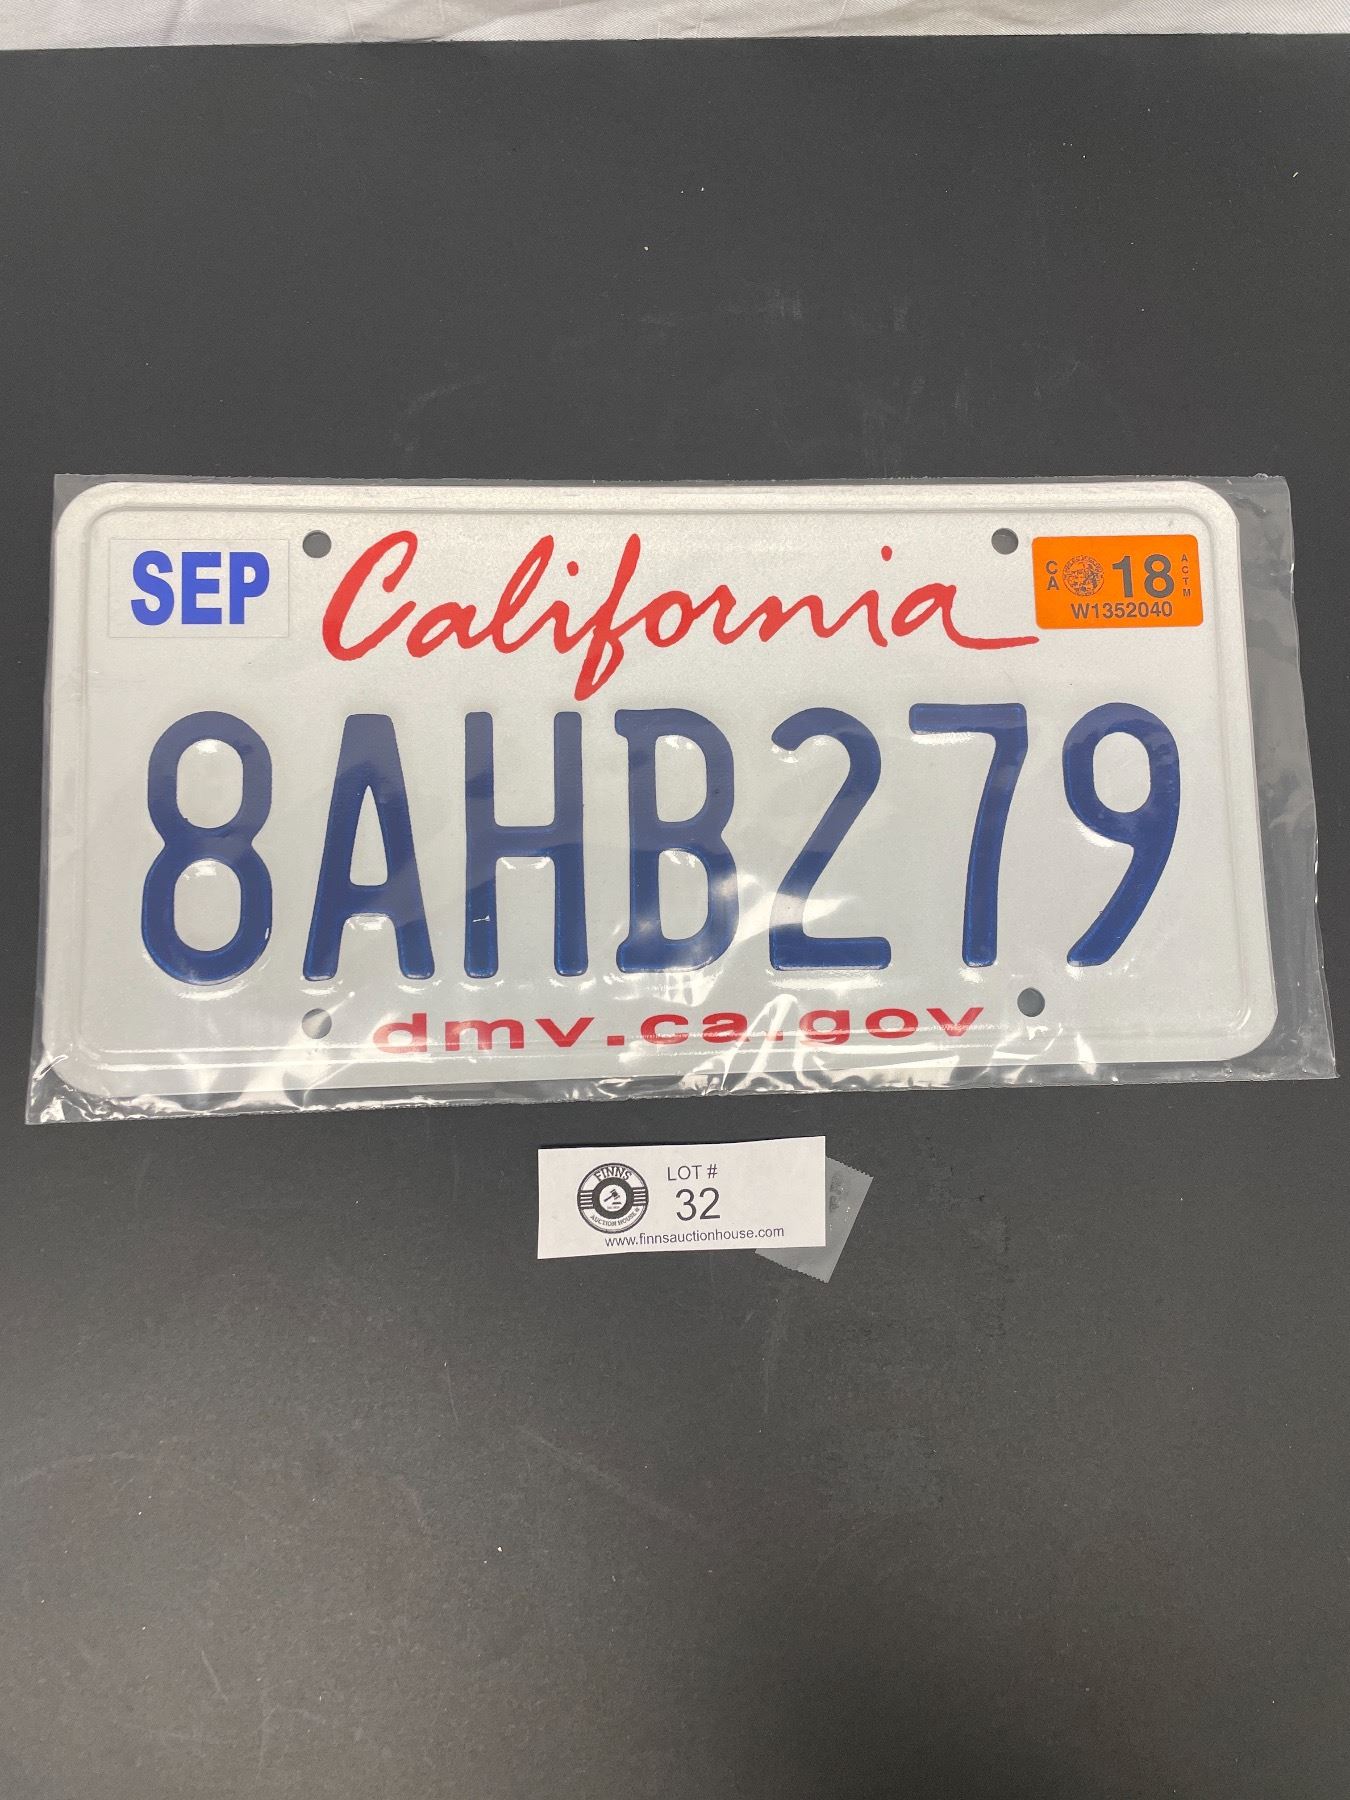 SEP
California
CA
18
ACTM
W1352040
8AHB279
dmv.ca.gov
FINNS
AUCTION HOUSE
LOT #
32
www.finnsauctionhouse.com